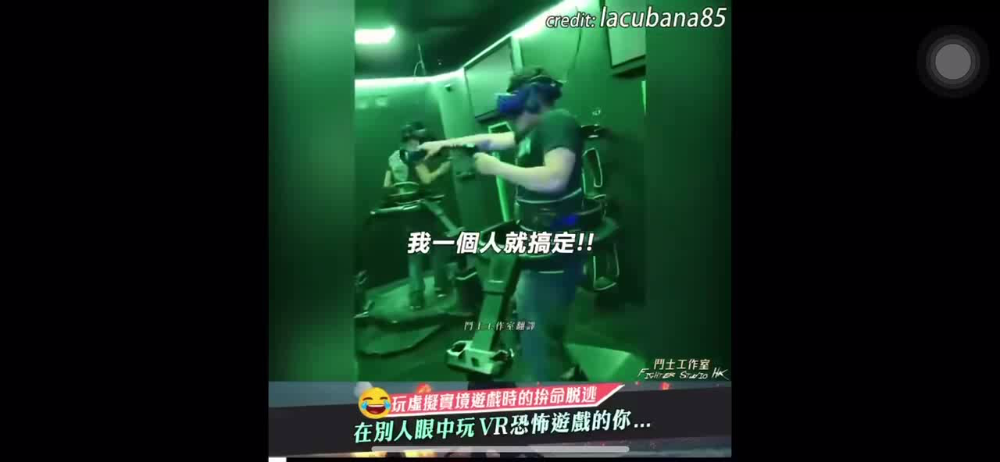 credit: lacubana85
我一個人就搞定!!
鬥士工作室翻譯
鬥士工作室
FIGHTER STUDIO HK
😂玩虛擬實境遊戲時的拚命脫逃
在別人眼中玩VR恐怖遊戲的你...